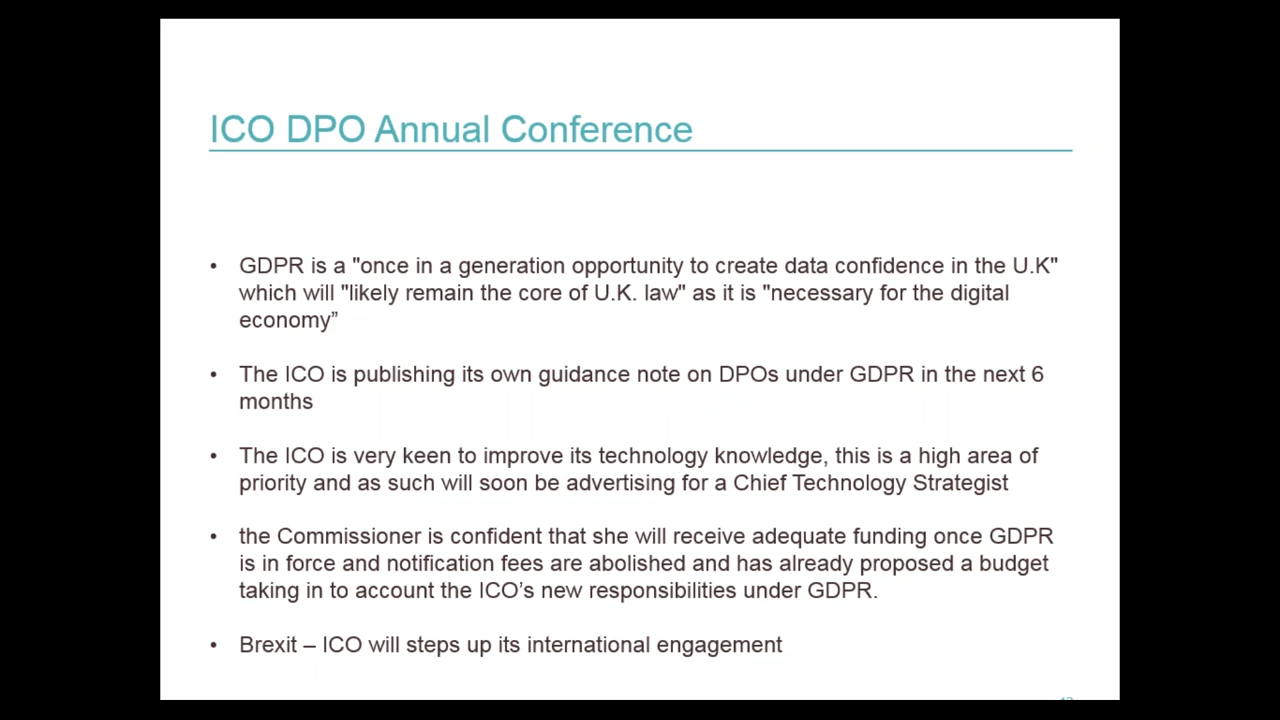 ICO DPO Annual Conference
• GDPR is a "once in a generation opportunity to create data confidence in the U.K"
which will "likely remain the core of U.K. law" as it is "necessary for the digital
economy”
• The ICO is publishing its own guidance note on DPOs under GDPR in the next 6
months
• The ICO is very keen to improve its technology knowledge, this is a high area of
priority and as such will soon be advertising for a Chief Technology Strategist
• the Commissioner is confident that she will receive adequate funding once GDPR
is in force and notification fees are abolished and has already proposed a budget
taking in to account the ICO’s new responsibilities under GDPR.
• Brexit – ICO will steps up its international engagement